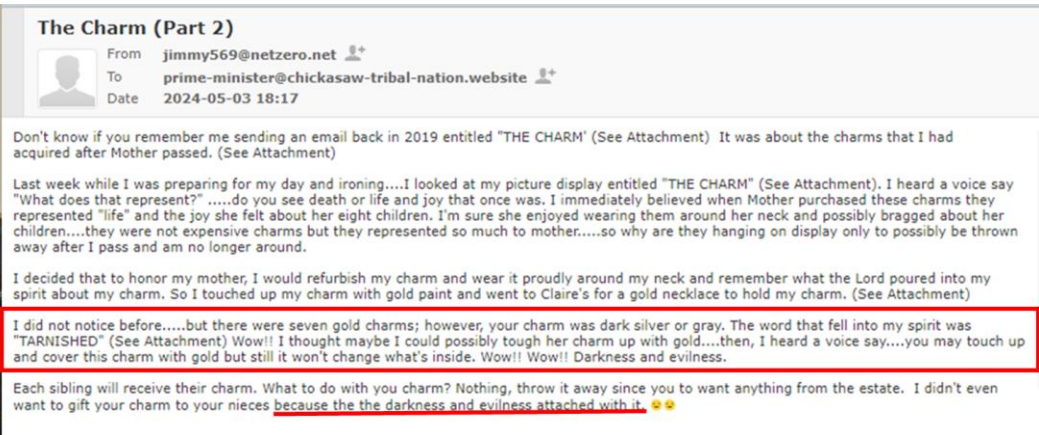 The Charm (Part 2)
From jimmy569@netzero.net
To prime-minister@chickasaw-tribal-nation.website
Date 2024-05-03 18:17
Don't know if you remember me sending an email back in 2019 entitled "THE CHARM' (See Attachment)  It was about the charms that I had
acquired after Mother passed. (See Attachment)
Last week while I was preparing for my day and ironing....I looked at my picture display entitled "THE CHARM" (See Attachment). I heard a voice say
"What does that represent?" .....do you see death or life and joy that once was. I immediately believed when Mother purchased these charms they
represented "life" and the joy she felt about her eight children. I'm sure she enjoyed wearing them around her neck and possibly bragged about her
children....they were not expensive charms but they represented so much to mother.....so why are they hanging on display only to possibly be thrown
away after I pass and am no longer around.
I decided that to honor my mother, I would refurbish my charm and wear it proudly around my neck and remember what the Lord poured into my
spirit about my charm. So I touched up my charm with gold paint and went to Claire's for a gold necklace to hold my charm. (See Attachment)
I did not notice before.....but there were seven gold charms; however, your charm was dark silver or gray. The word that fell into my spirit was
"TARNISHED" (See Attachment) Wow!! I thought maybe I could possibly tough her charm up with gold....then, I heard a voice say....you may touch up
and cover this charm with gold but still it won't change what's inside. Wow!! Wow!! Darkness and evilness.
Each sibling will receive their charm. What to do with you charm? Nothing, throw it away since you to want anything from the estate.  I didn't even
want to gift your charm to your nieces because the the darkness and evilness attached with it.